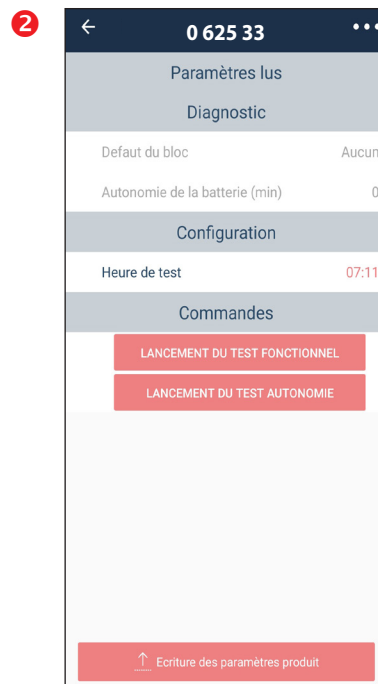 2
0 625 33
Paramètres lus
Diagnostic
Defaut du bloc Aucun
Autonomie de la batterie (min) 0
Configuration
Heure de test 07:11
Commandes
LANCEMENT DU TEST FONCTIONNEL
LANCEMENT DU TEST AUTONOMIE
Ecriture des paramètres produit